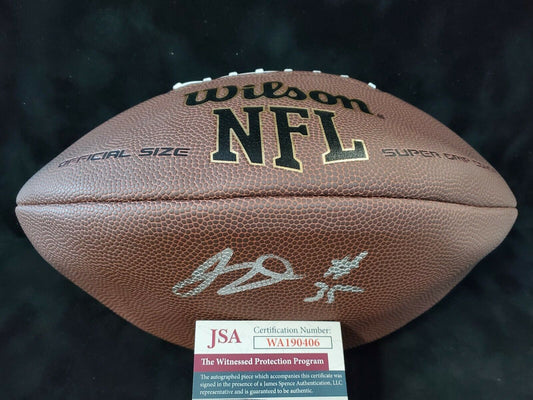 Wilson
NFL
OFFICIAL SIZE
SUPER GRIP
#
35
JSA
Certification Number:
WA190406
The Witnessed Protection Program
The autographed piece which accompanies this certificate was
signed in the presence of a James Spence Authentication, LLC
representative and is guaranteed to be authentic.